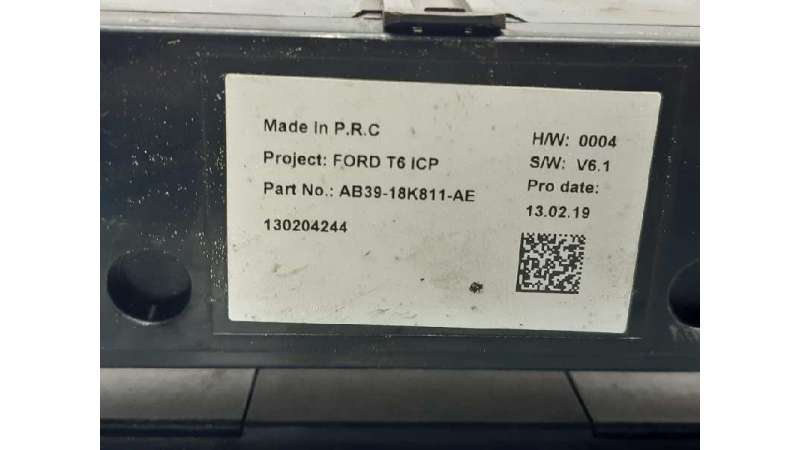 Made In P.R.C
Project: FORD T6 ICP
Part No.: AB39-18K811-AE
130204244
H/W: 0004
S/W: V6.1
Pro date:
13.02.19